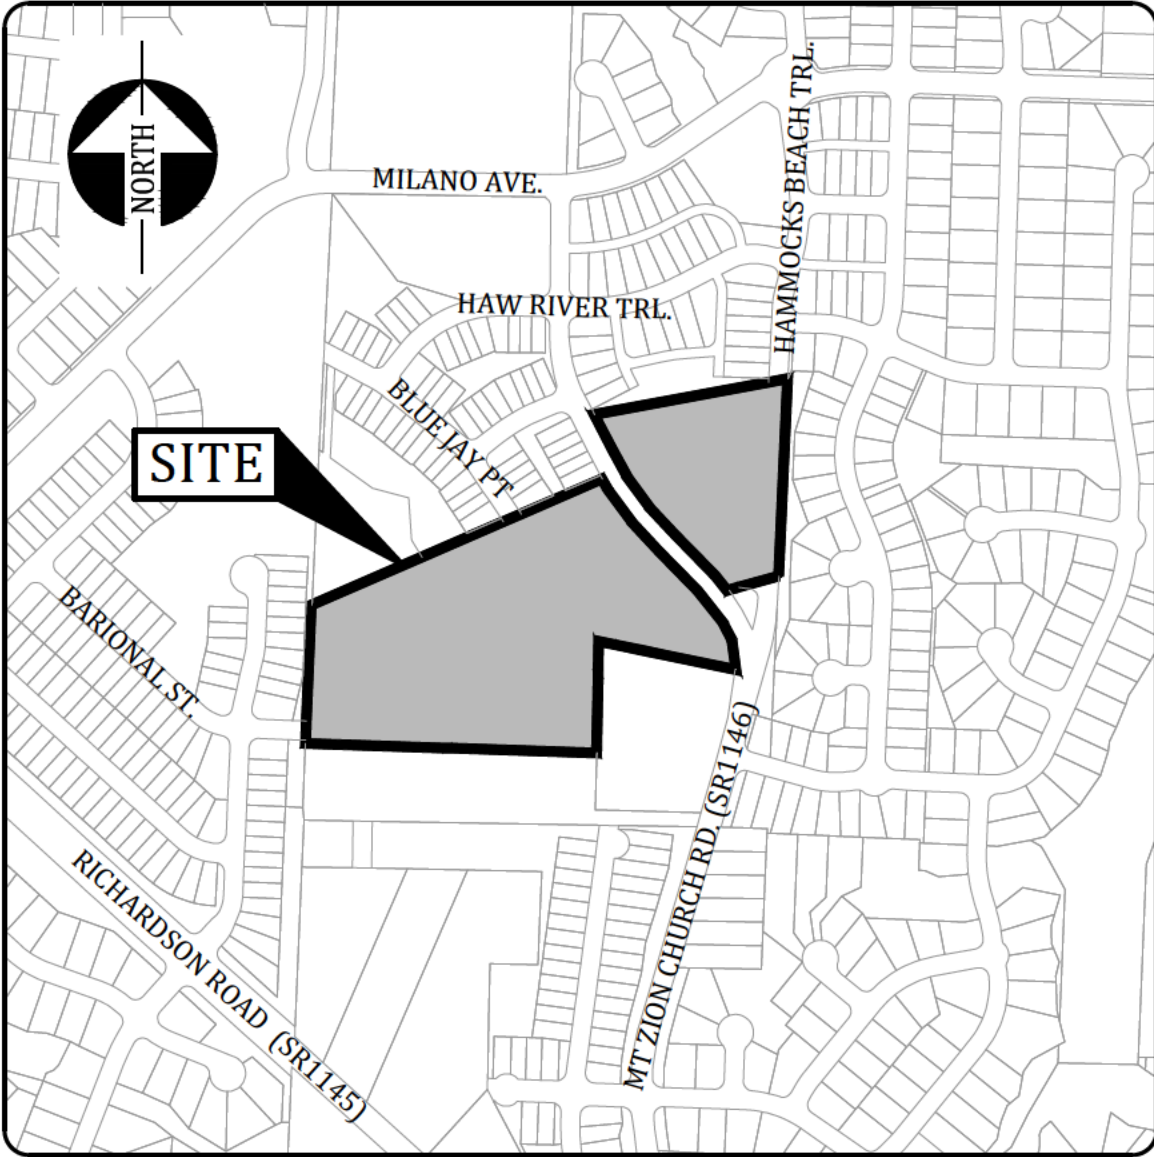 NORTH
MILANO AVE.
HAMMOCKS BEACH TRL.
HAW RIVER TRL.
BLUE JAY PT
SITE
BARIONAL ST.
MT ZION CHURCH RD. (SR1146)
RICHARDSON ROAD (SR1145)